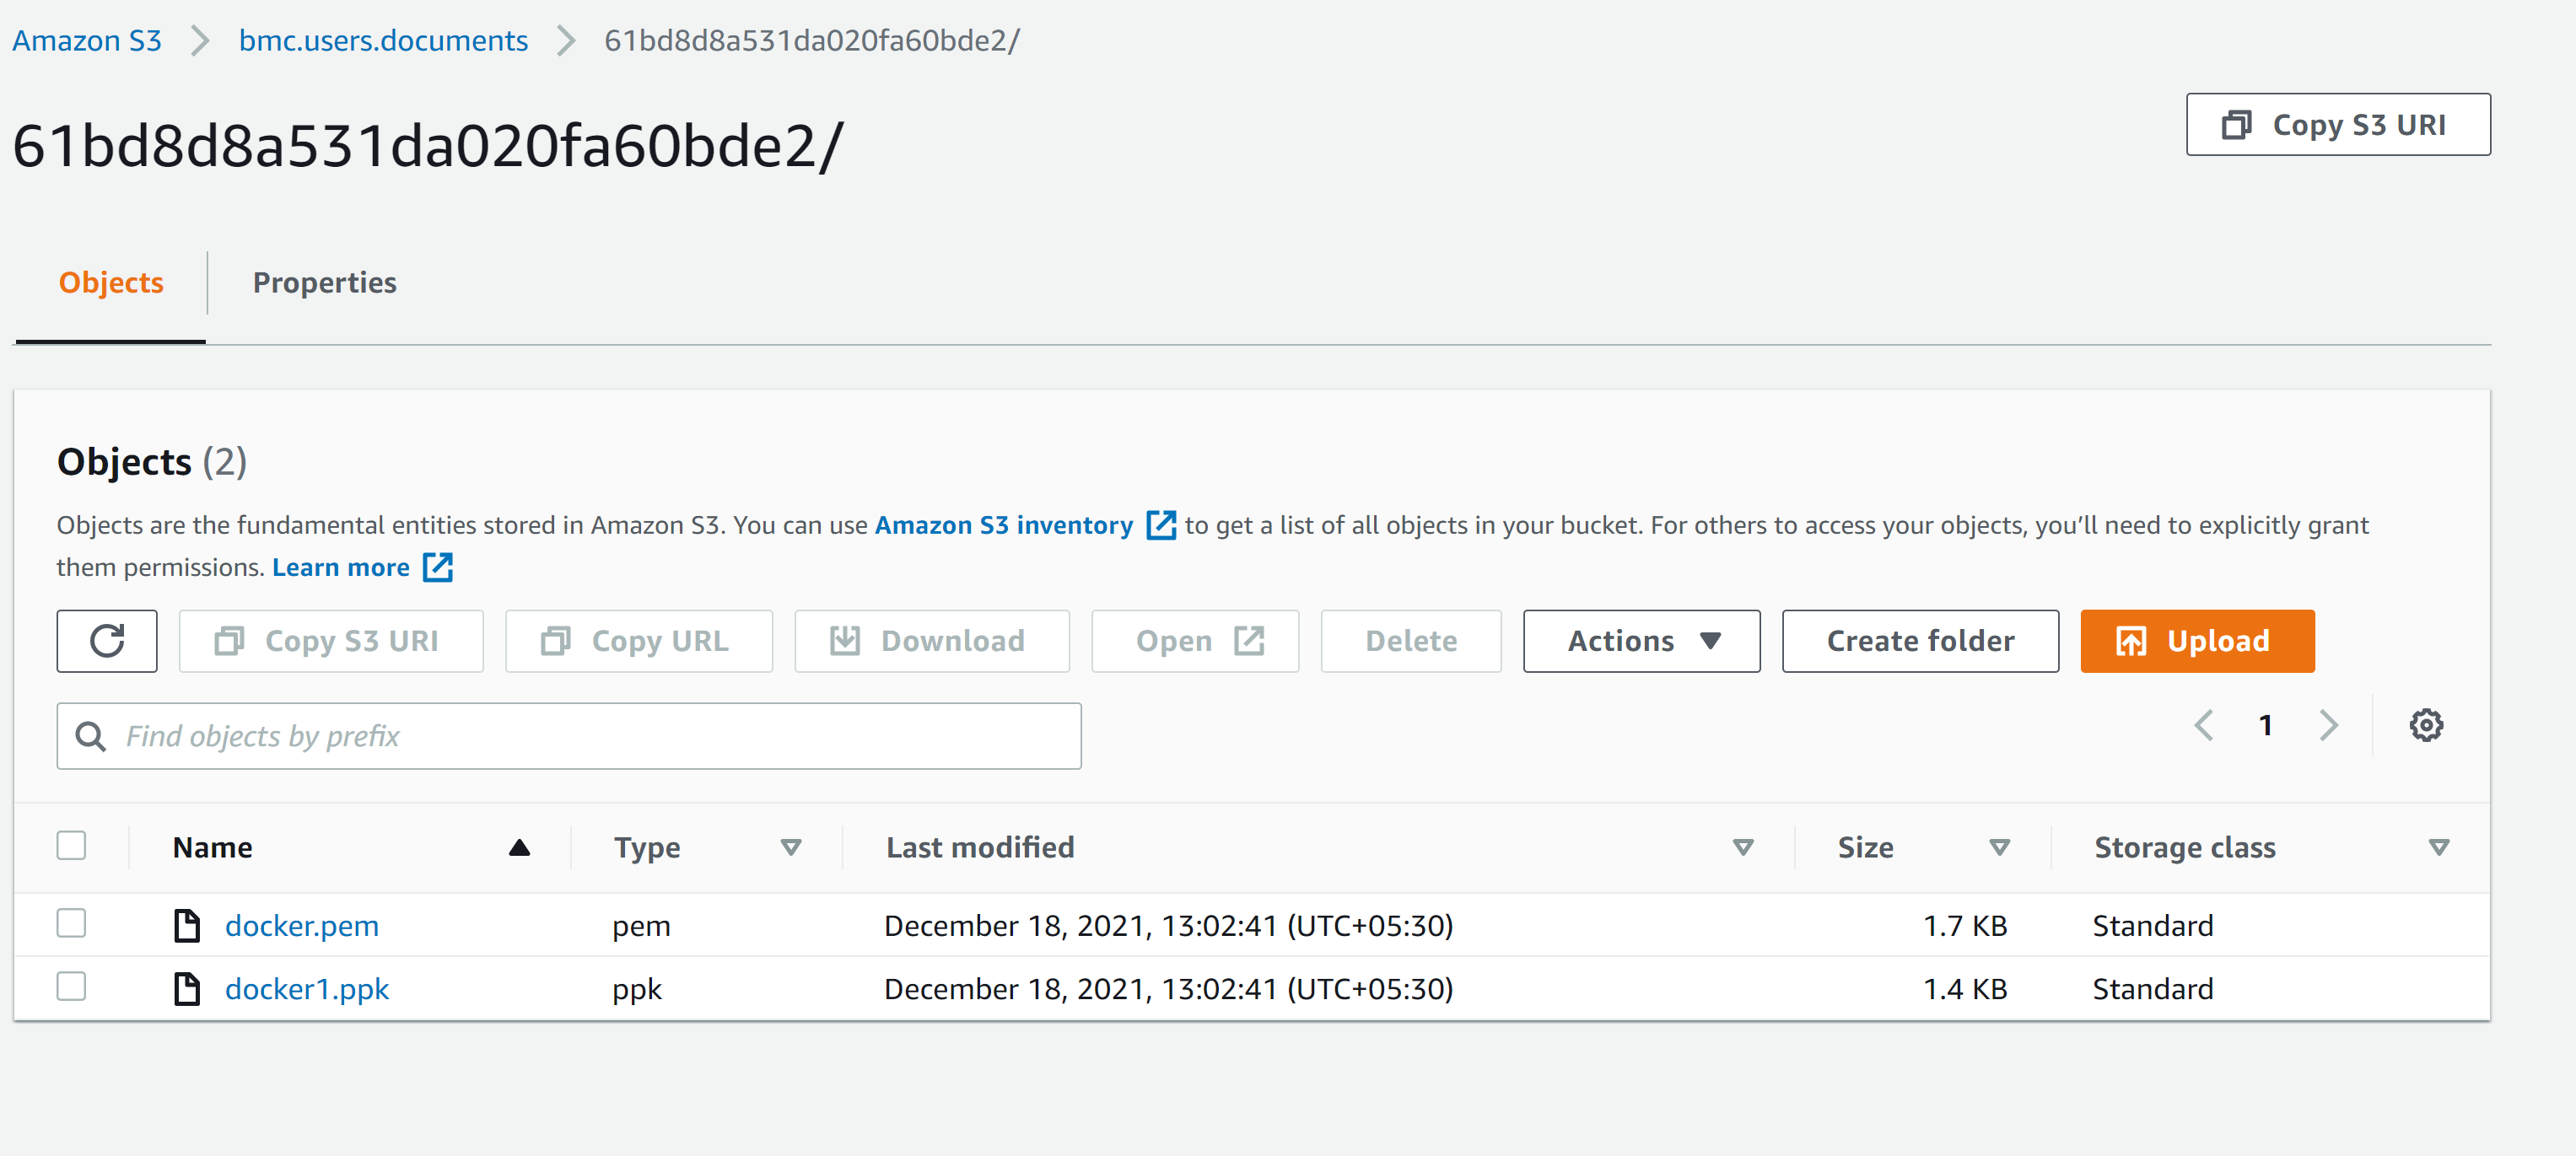 Amazon S3 > bmc.users.documents > 61bd8d8a531da020fa60bde2/
61bd8d8a531da020fa60bde2/
Copy S3 URI
Objects Properties
Objects (2)
Objects are the fundamental entities stored in Amazon S3. You can use Amazon S3 inventory to get a list of all objects in your bucket. For others to access your objects, you’ll need to explicitly grant
them permissions. Learn more
Copy S3 URI Copy URL Download Open Delete Actions Create folder Upload
Find objects by prefix 1
Name Type Last modified Size Storage class
docker.pem pem December 18, 2021, 13:02:41 (UTC+05:30) 1.7 KB Standard
docker1.ppk ppk December 18, 2021, 13:02:41 (UTC+05:30) 1.4 KB Standard